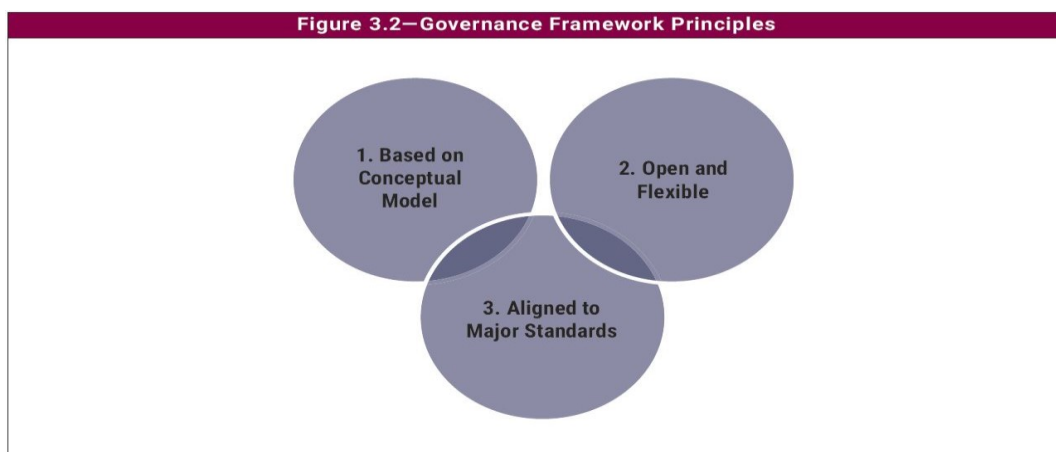 Figure 3.2—Governance Framework Principles
1. Based on
Conceptual
Model
2. Open and
Flexible
3. Aligned to
Major Standards